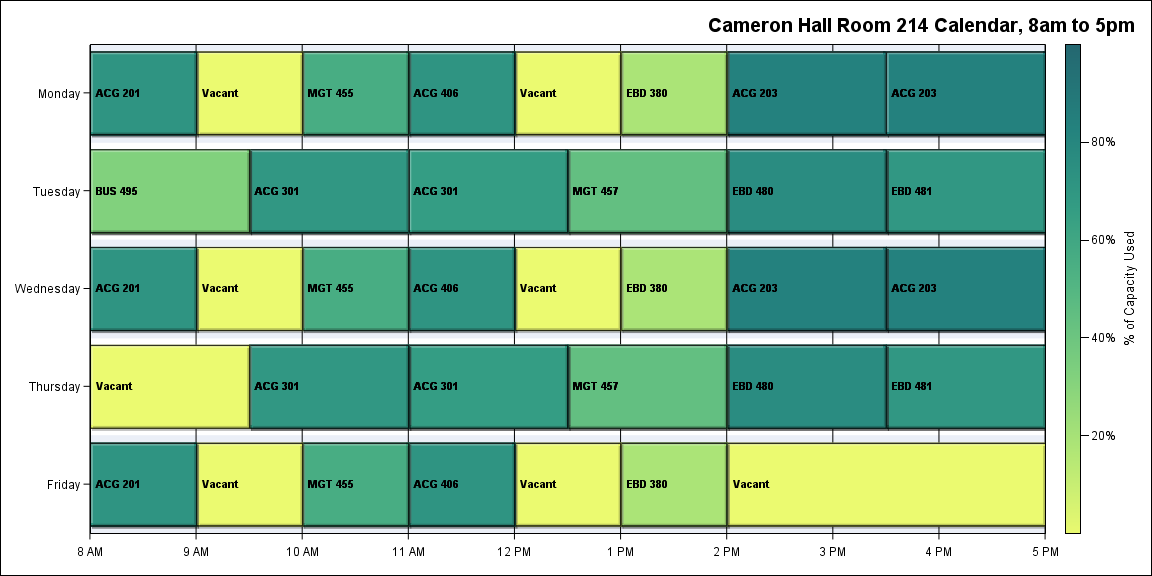 Cameron Hall Room 214 Calendar, 8am to 5pm
Monday
ACG 201
Vacant
MGT 455
ACG 406
Vacant
EBD 380
ACG 203
ACG 203
Tuesday
BUS 495
ACG 301
ACG 301
MGT 457
EBD 480
EBD 481
Wednesday
ACG 201
Vacant
MGT 455
ACG 406
Vacant
EBD 380
ACG 203
ACG 203
Thursday
Vacant
ACG 301
ACG 301
MGT 457
EBD 480
EBD 481
Friday
ACG 201
Vacant
MGT 455
ACG 406
Vacant
EBD 380
Vacant
8 AM
9 AM
10 AM
11 AM
12 PM
1 PM
2 PM
3 PM
4 PM
5 PM
80%
60%
40%
20%
% of Capacity Used